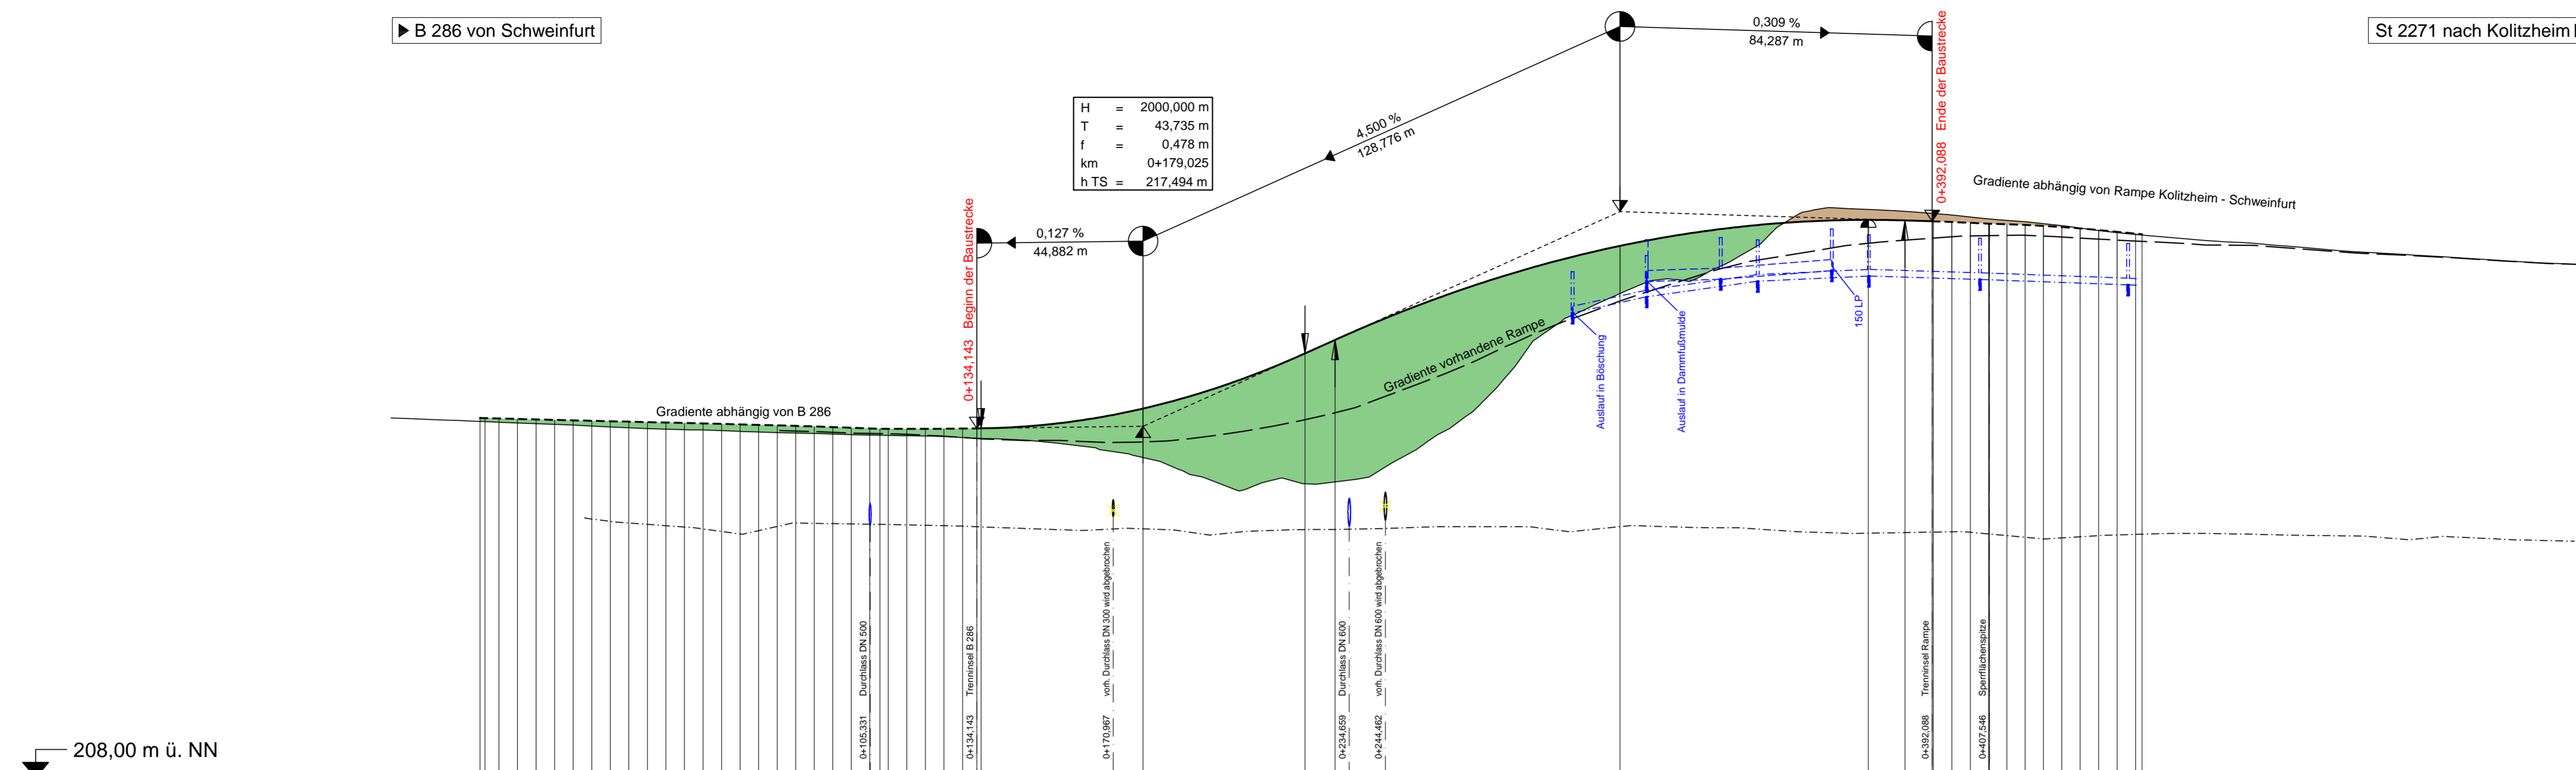 B 286 von Schweinfurt
0,309 %
84,287 m
St 2271 nach Kolitzheim
0+392,088 Ende der Baustrecke
H = 2000,000 m
T = 43,735 m
f = 0,478 m
km 0+179,025
h TS = 217,494 m
4,500 %
128,776 m
Gradiente abhängig von Rampe Kolitzheim - Schweinfurt
0+134,143 Beginn der Baustrecke
0,127 %
44,882 m
150 LP
Auslauf in Böschung
Auslauf in Dammfußmulde
Gradiente vorhandene Rampe
Gradiente abhängig von B 286
0+105,331 Durchlass DN 500
0+134,143 Trenninsel B 286
0+170,967 vorh. Durchlass DN 300 wird abgebrochen
0+234,659 Durchlass DN 600
0+244,462 vorh. Durchlass DN 600 wird abgebrochen
0+392,088 Trenninsel Rampe
0+407,546 Sperrflächenspitze
208,00 m ü. NN